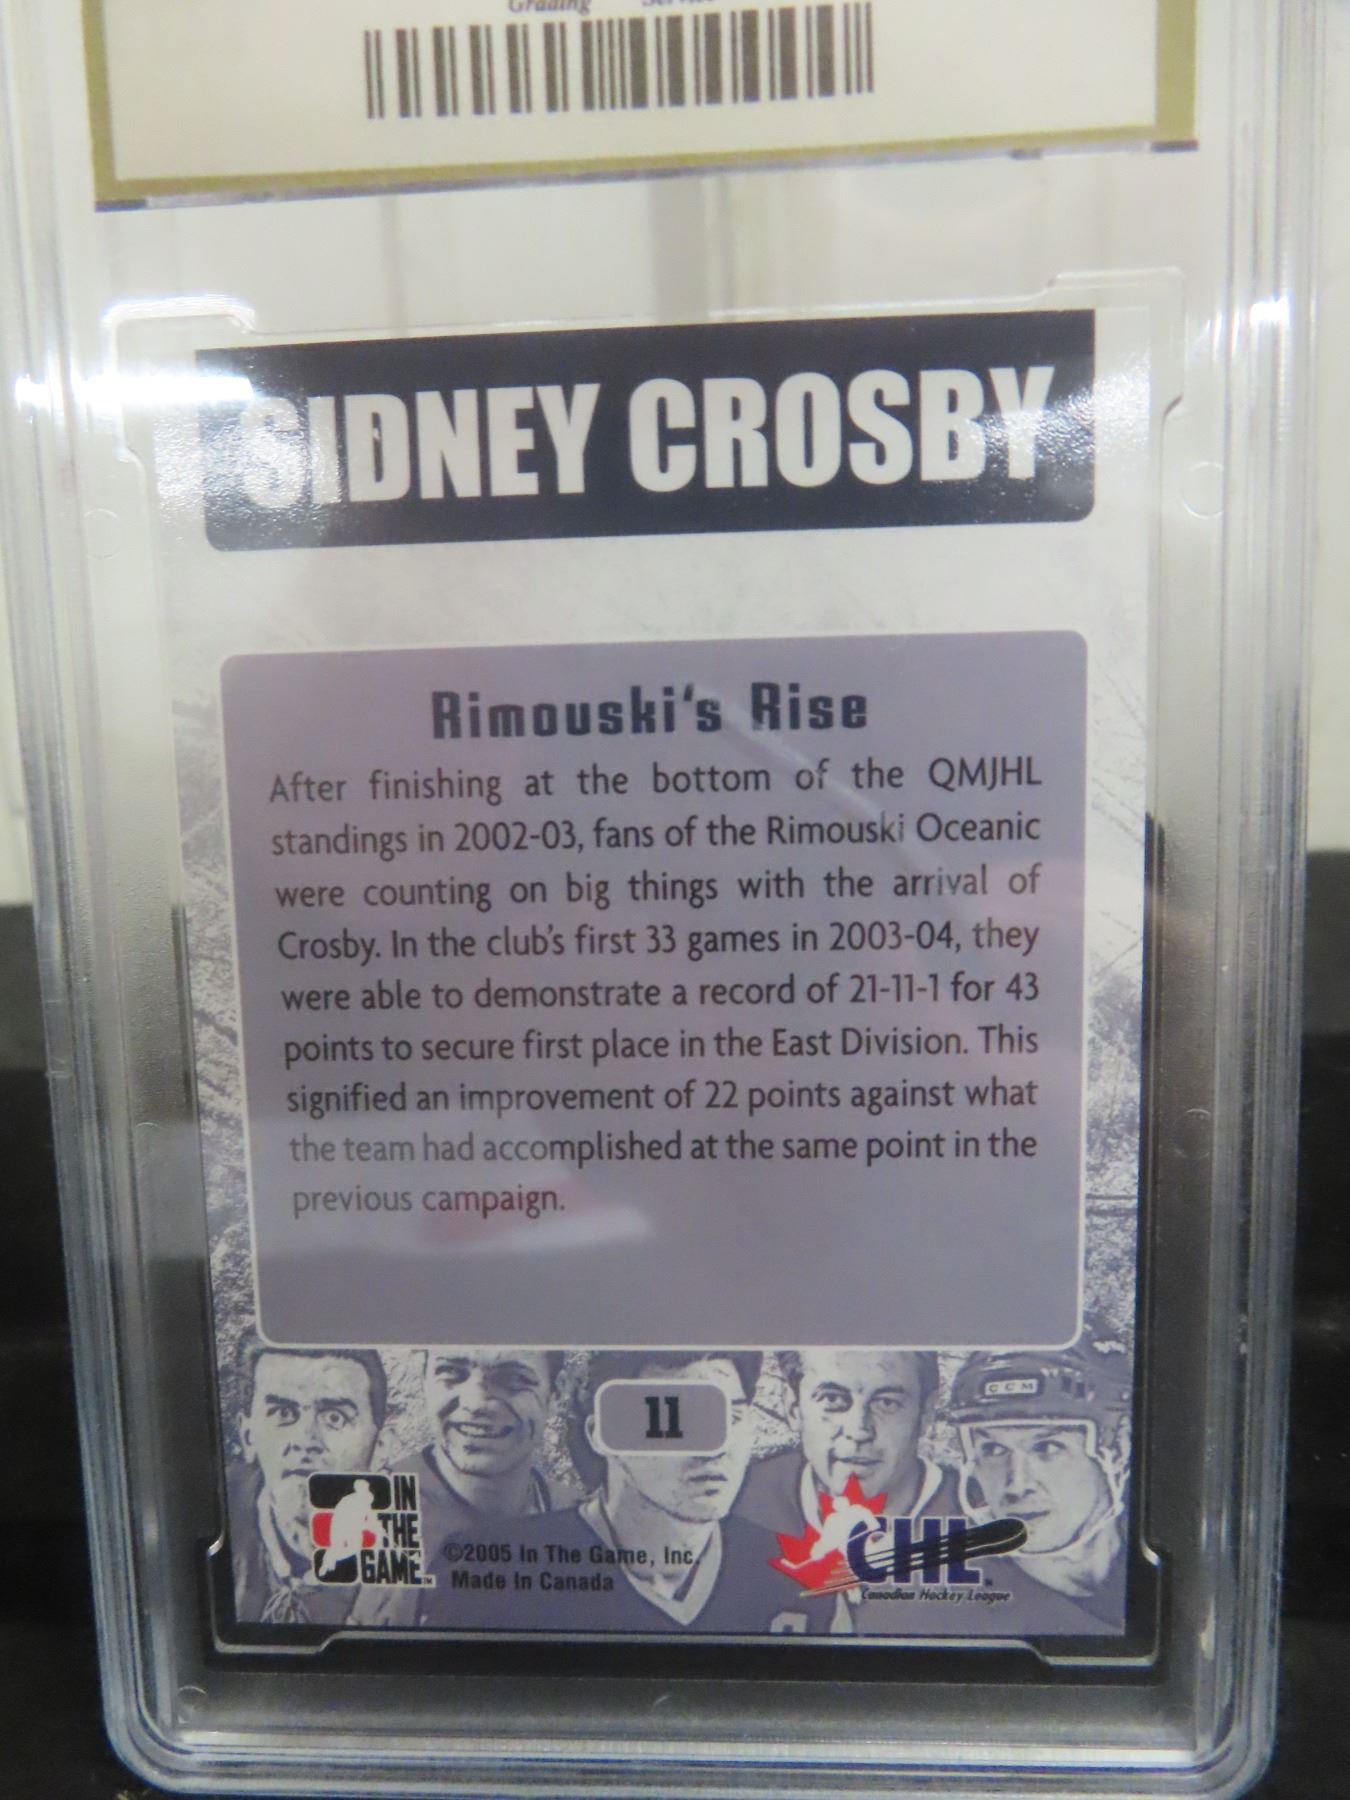 Grading Service
SIDNEY CROSBY
Rimouski's Rise
After finishing at the bottom of the QMJHL
standings in 2002-03, fans of the Rimouski Oceanic
were counting on big things with the arrival of
Crosby. In the club's first 33 games in 2003-04, they
were able to demonstrate a record of 21-11-1 for 43
points to secure first place in the East Division. This
signified an improvement of 22 points against what
the team had accomplished at the same point in the
previous campaign.
11
CCM
IN
THE
GAME™
©2005 In The Game, Inc.
Made In Canada
CHL
Canadian Hockey League